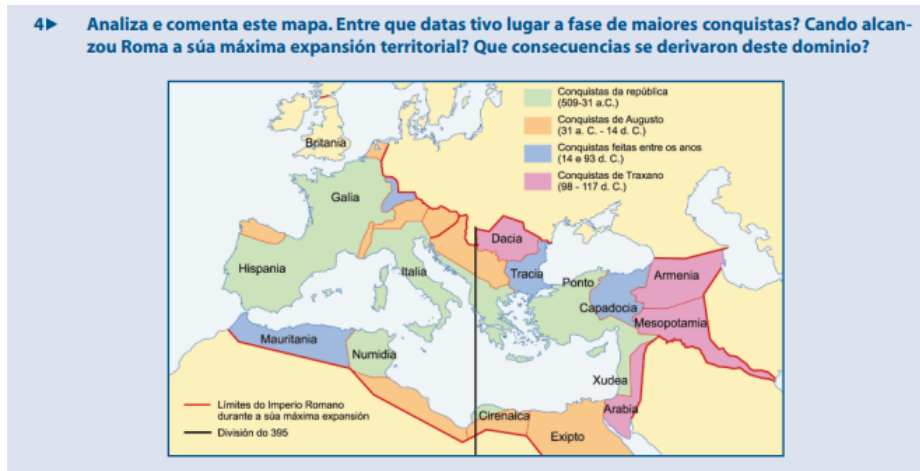 4▶ Analiza e comenta este mapa. Entre que datas tivo lugar a fase de maiores conquistas? Cando alcan-
zou Roma a súa máxima expansión territorial? Que consecuencias se derivaron deste dominio?
Conquistas da república
(509-31 a.C.)
Conquistas de Augusto
(31 a. C. - 14 d. C.)
Conquistas feitas entre os anos
(14 e 93 d. C.)
Conquistas de Traxano
(98 - 117 d. C.)
Britania
Galia
Dacia
Hispania
Italia
Tracia
Ponto
Armenia
Capadocia
Mesopotamia
Mauritania
Numidia
Xudea
Arabia
Cirenaica
Exipto
Límites do Imperio Romano
durante a súa máxima expansión
División do 395